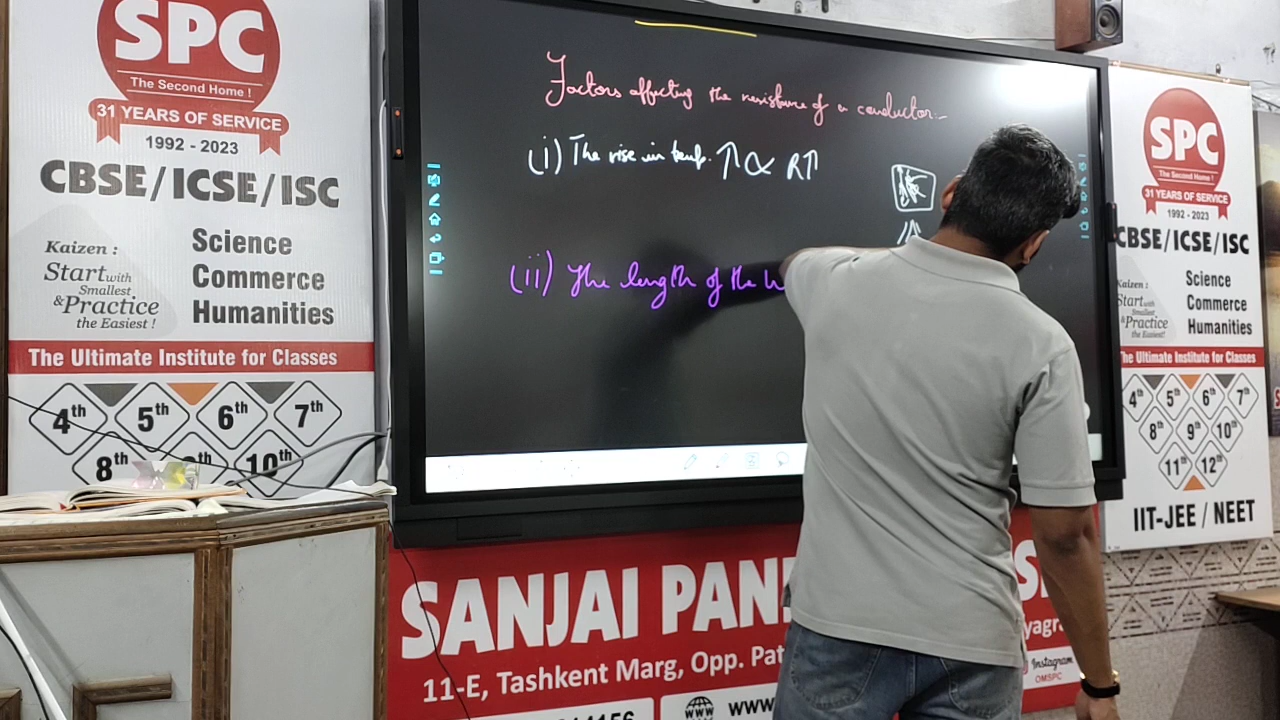 SPC
The Second Home !
31 YEARS OF SERVICE
1992 - 2023
CBSE/ICSE/ISC
Kaizen :
Start with
Smallest
& Practice
the Easiest !
Science
Commerce
Humanities
The Ultimate Institute for Classes
4th 5th 6th 7th
8th 10th
Factors affecting the resistance of a conductor:-
(i) The rise in temp. ↑ ∝ R↑
(ii) The length of the
SPC
The Second Home !
31 YEARS OF SERVICE
1992 - 2023
CBSE/ICSE/ISC
Kaizen :
Start with
Smallest
& Practice
the Easiest!
Science
Commerce
Humanities
The Ultimate Institute for Classes
4th 5th 6th 7th
8th 9th 10th
11th 12th
IIT-JEE / NEET
SANJAI
11-E, Tashkent Marg, Opp.
WWW
Instagram
OMSPC